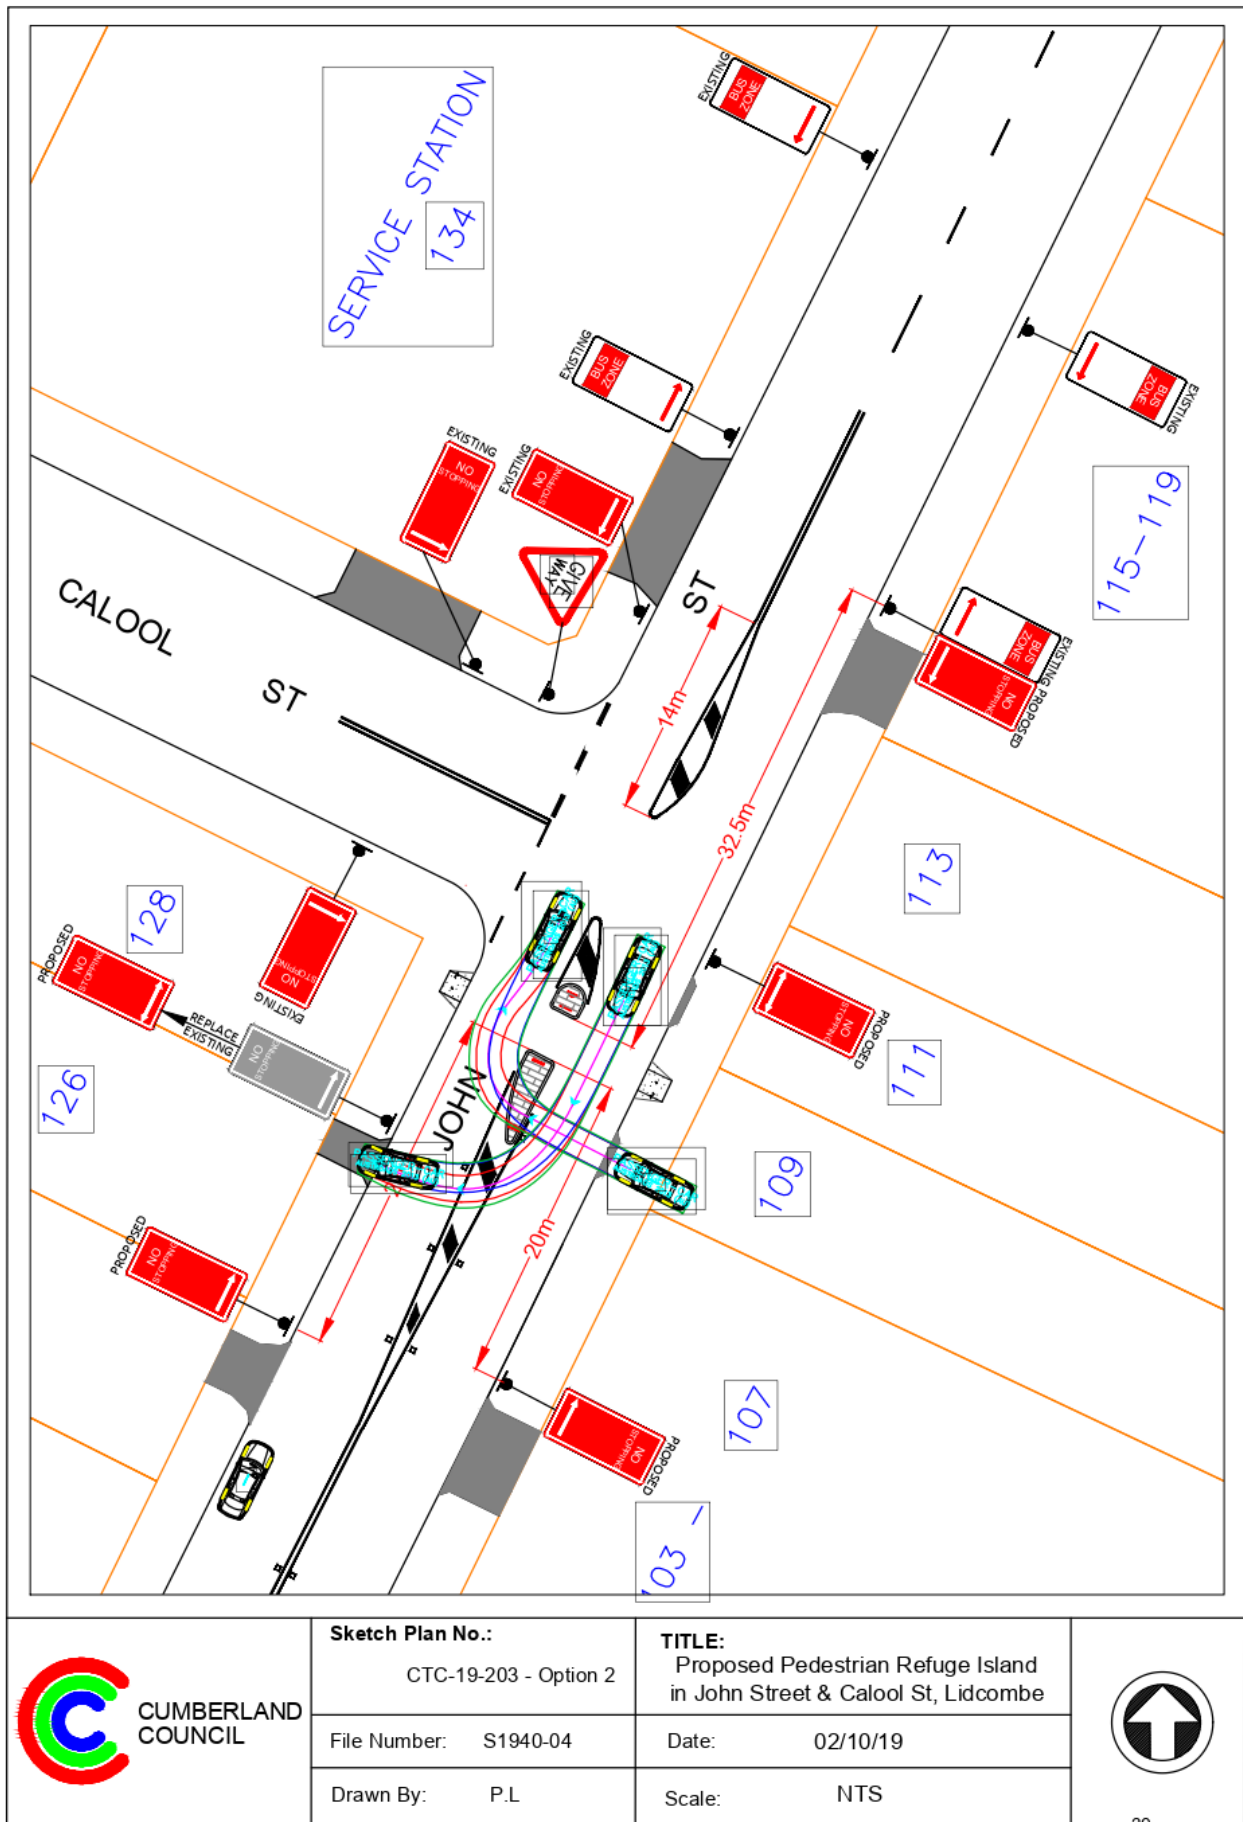 EXISTING
BUS
ZONE
SERVICE STATION
134
EXISTING
BUS
ZONE
BUS
ZONE
EXISTING
EXISTING
NO
STOPPING
EXISTING
NO
STOPPING
115-119
GIVE
WAY
CALOOL
ST
ST
BUS
ZONE
EXISTING
NO
STOPPING
PROPOSED
14m
32.5m
113
128
PROPOSED
NO
STOPPING
NO
STOPPING
EXISTING
REPLACE
EXISTING
NO
STOPPING
NO
STOPPING
PROPOSED
111
126
JOHN
109
20m
PROPOSED
NO
STOPPING
107
NO
STOPPING
PROPOSED
103 -
CUMBERLAND
COUNCIL
Sketch Plan No.:
CTC-19-203 - Option 2
File Number: S1940-04
Drawn By: P.L
TITLE:
Proposed Pedestrian Refuge Island
in John Street & Calool St, Lidcombe
Date: 02/10/19
Scale: NTS